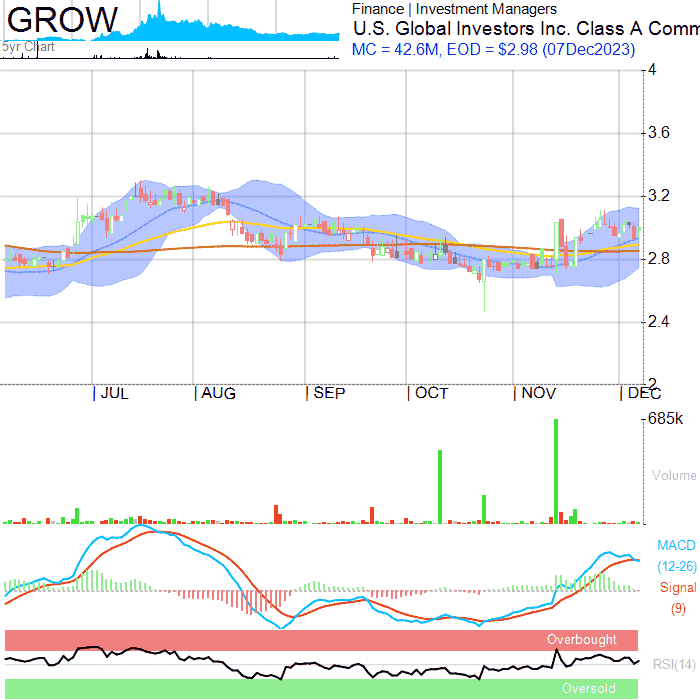 GROW
5yr Chart
Finance | Investment Managers
U.S. Global Investors Inc. Class A Comm
MC = 42.6M, EOD = $2.98 (07Dec2023)
4
3.6
3.2
2.8
2.4
2
JUL AUG SEP OCT NOV DEC
685k
Volume
MACD
(12-26)
Signal
(9)
Overbought
RSI(14)
Oversold